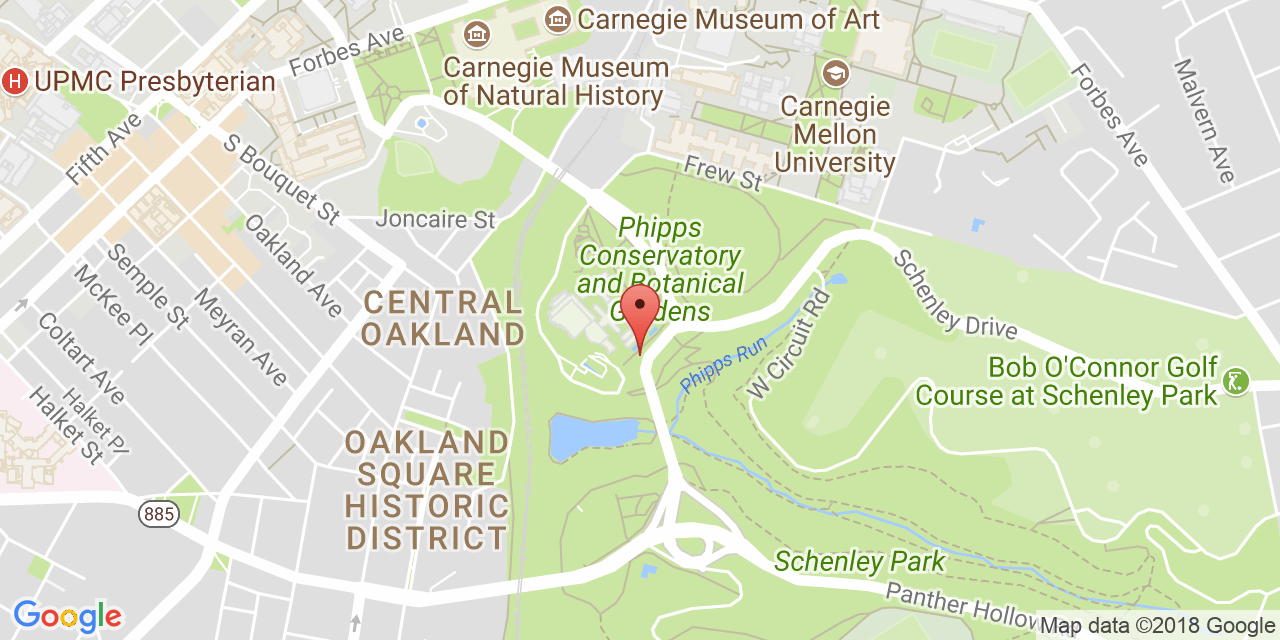 Carnegie Museum of Art
Forbes Ave
Carnegie Museum
of Natural History
UPMC Presbyterian
H
Carnegie
Mellon
University
Forbes Ave
Malvern Ave
Fifth Ave
S Bouquet St
Frew St
Joncaire St
Oakland Ave
Phipps
Conservatory
and Botanical
Gardens
Semple St
McKee Pl
Meyran Ave
CENTRAL
OAKLAND
Schenley Drive
W Circuit Rd
Phipps Run
Coltart Ave
Halket Pl
Halket St
Bob O'Connor Golf
Course at Schenley Park
OAKLAND
SQUARE
HISTORIC
DISTRICT
885
Schenley Park
Panther Hollow
Google
Map data ©2018 Google